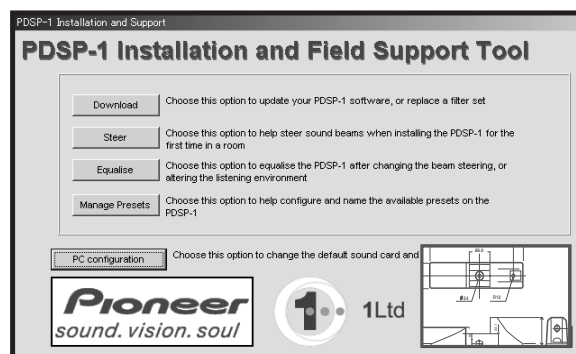 PDSP-1 Installation and Support
PDSP-1 Installation and Field Support Tool
Download
Choose this option to update your PDSP-1 software, or replace a filter set
Steer
Choose this option to help steer sound beams when installing the PDSP-1 for the
first time in a room
Equalise
Choose this option to equalise the PDSP-1 after changing the beam steering, or
altering the listening environment
Manage Presets
Choose this option to help configure and name the available presets on the
PDSP-1
PC configuration
Choose this option to change the default sound card and
Pioneer
sound. vision. soul
1
1Ltd
R12